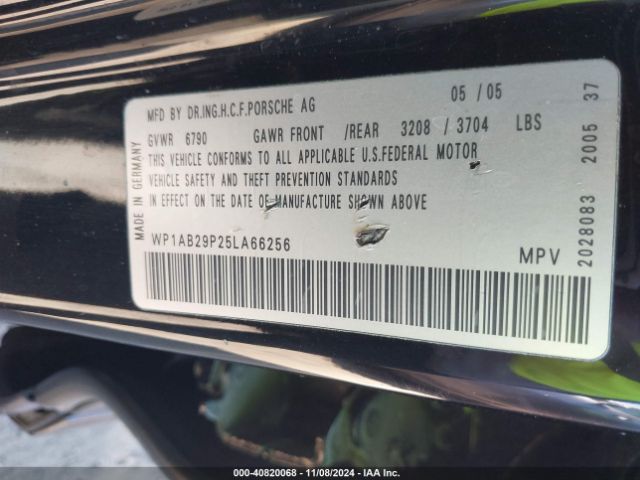 MFD BY DR.ING.H.C.F.PORSCHE AG 05 / 05
GVWR 6790 GAWR FRONT /REAR 3208 / 3704 LBS
THIS VEHICLE CONFORMS TO ALL APPLICABLE U.S.FEDERAL MOTOR
VEHICLE SAFETY AND THEFT PREVENTION STANDARDS
IN EFFECT ON THE DATE OF MANUFACTURE SHOWN ABOVE
WP1AB29P25LA66256
MPV
MADE IN GERMANY
2028083 2005 37
000-40820068 - 11/08/2024 - IAA Inc.